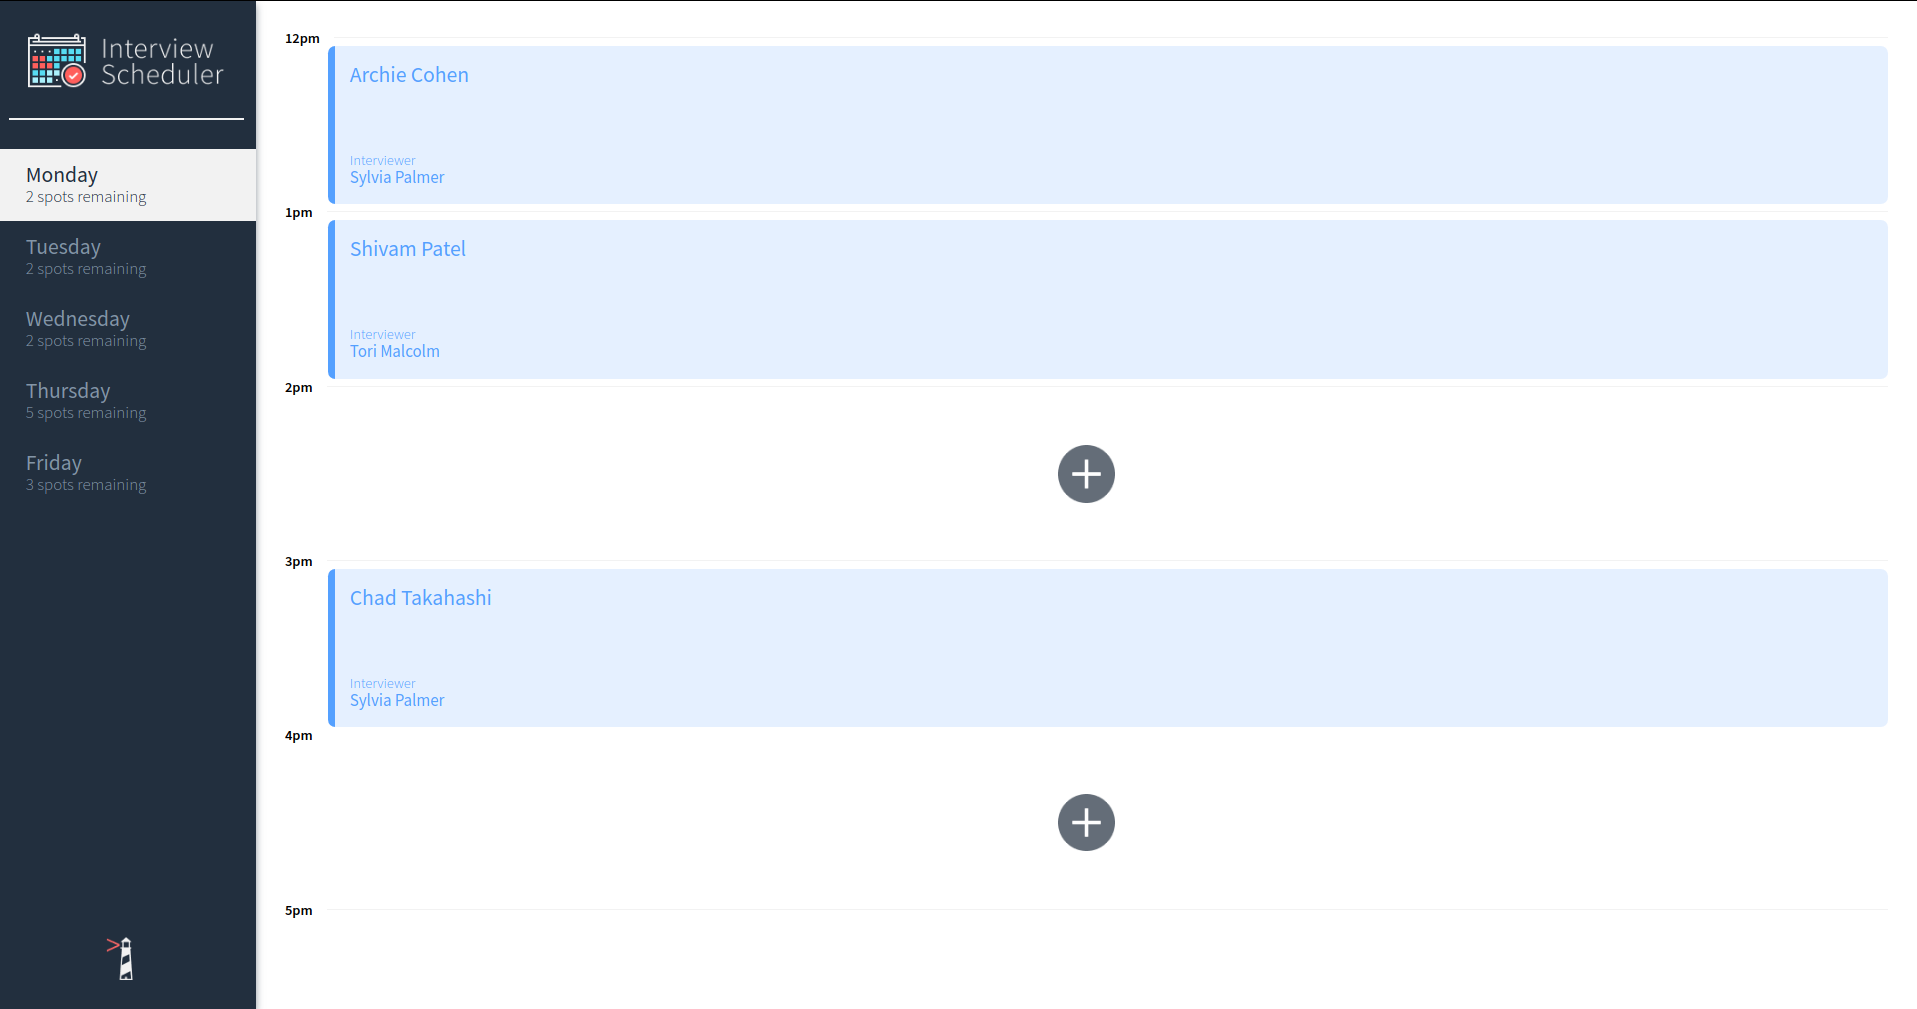 Interview
Scheduler
Monday
2 spots remaining
Tuesday
2 spots remaining
Wednesday
2 spots remaining
Thursday
5 spots remaining
Friday
3 spots remaining
12pm
Archie Cohen
Interviewer
Sylvia Palmer
1pm
Shivam Patel
Interviewer
Tori Malcolm
2pm
3pm
Chad Takahashi
Interviewer
Sylvia Palmer
4pm
5pm